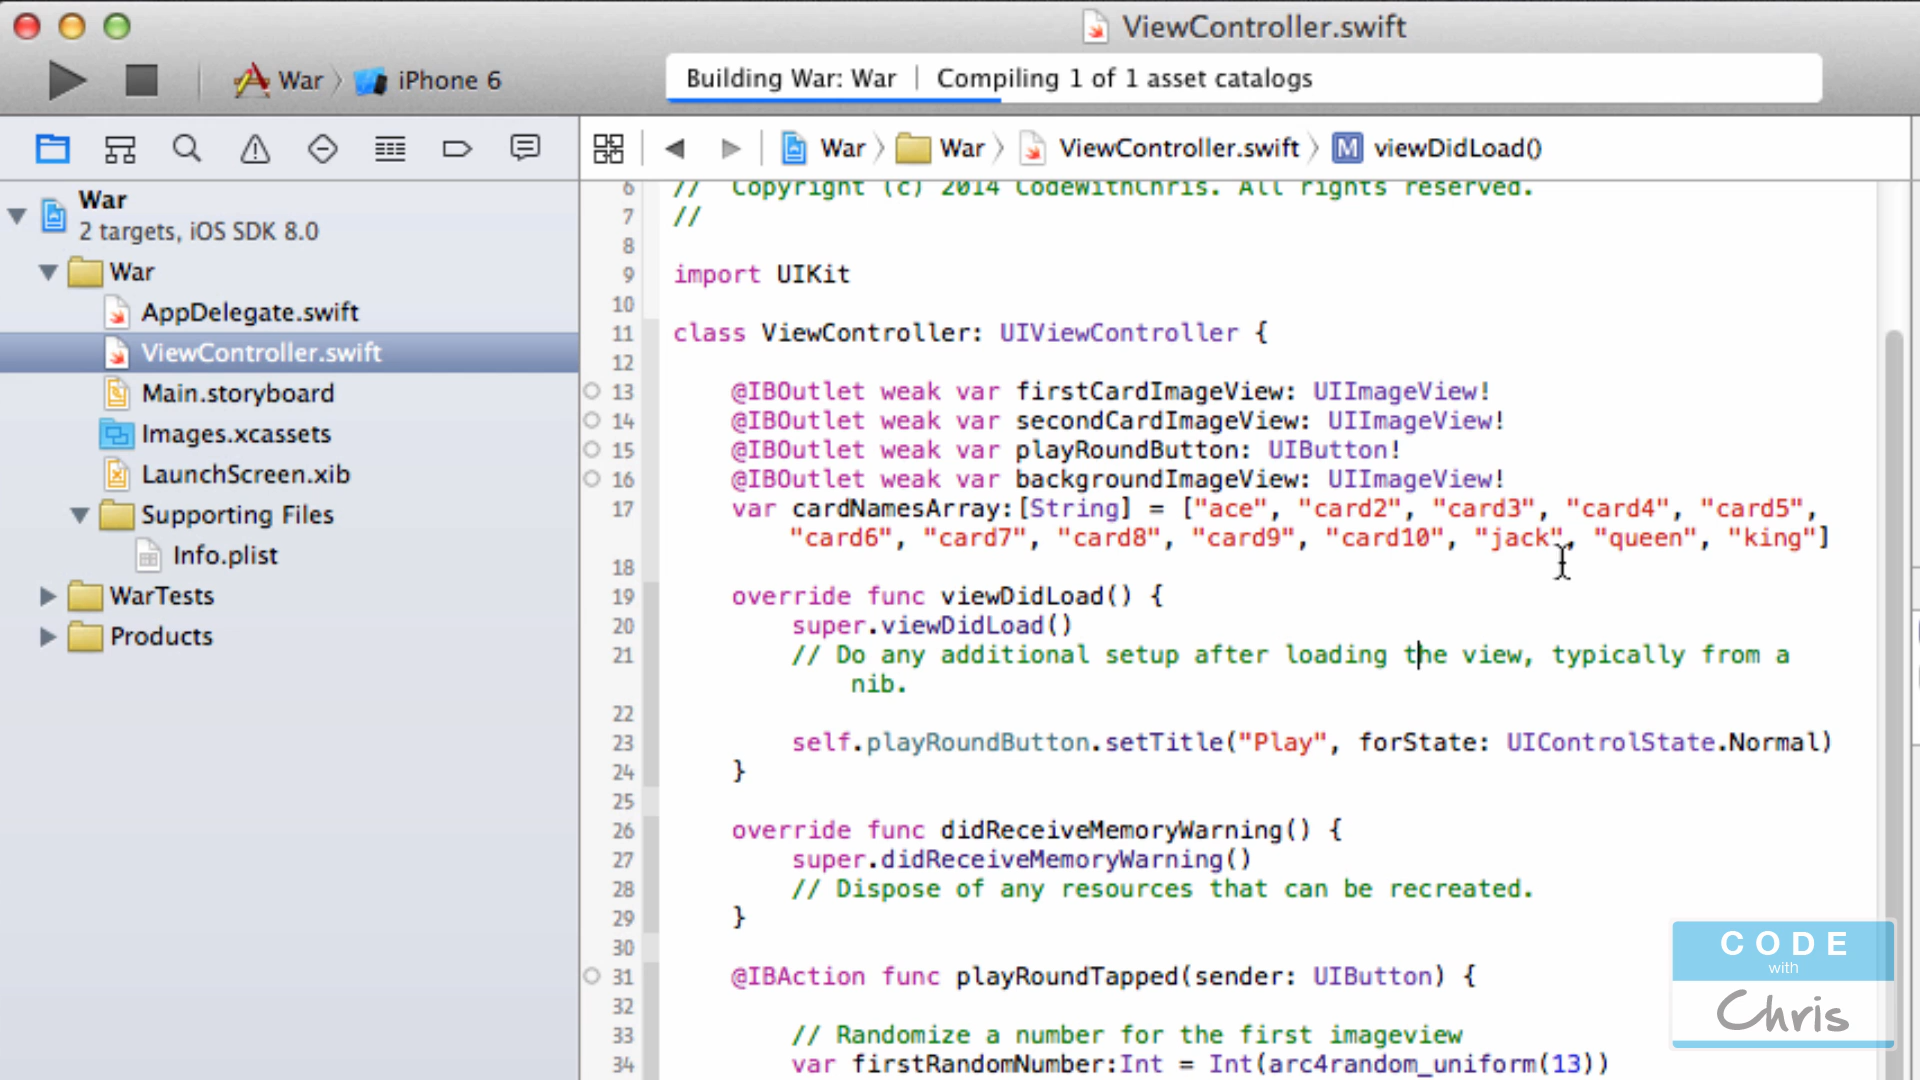 ViewController.swift
War iPhone 6
Building War: War | Compiling 1 of 1 asset catalogs
War War ViewController.swift M viewDidLoad()
War
2 targets, iOS SDK 8.0
War
AppDelegate.swift
ViewController.swift
Main.storyboard
Images.xcassets
LaunchScreen.xib
Supporting Files
Info.plist
WarTests
Products
6 // Copyright (c) 2014 CodeWithChris. All rights reserved.
7 //
8
9 import UIKit
10
11 class ViewController: UIViewController {
12
13 @IBOutlet weak var firstCardImageView: UIImageView!
14 @IBOutlet weak var secondCardImageView: UIImageView!
15 @IBOutlet weak var playRoundButton: UIButton!
16 @IBOutlet weak var backgroundImageView: UIImageView!
17 var cardNamesArray:[String] = ["ace", "card2", "card3", "card4", "card5",
"card6", "card7", "card8", "card9", "card10", "jack", "queen", "king"]
18
19 override func viewDidLoad() {
20 super.viewDidLoad()
21 // Do any additional setup after loading the view, typically from a
nib.
22
23 self.playRoundButton.setTitle("Play", forState: UIControlState.Normal)
24 }
25
26 override func didReceiveMemoryWarning() {
27 super.didReceiveMemoryWarning()
28 // Dispose of any resources that can be recreated.
29 }
30
31 @IBAction func playRoundTapped(sender: UIButton) {
32
33 // Randomize a number for the first imageview
34 var firstRandomNumber:Int = Int(arc4random_uniform(13))
CODE
with
Chris